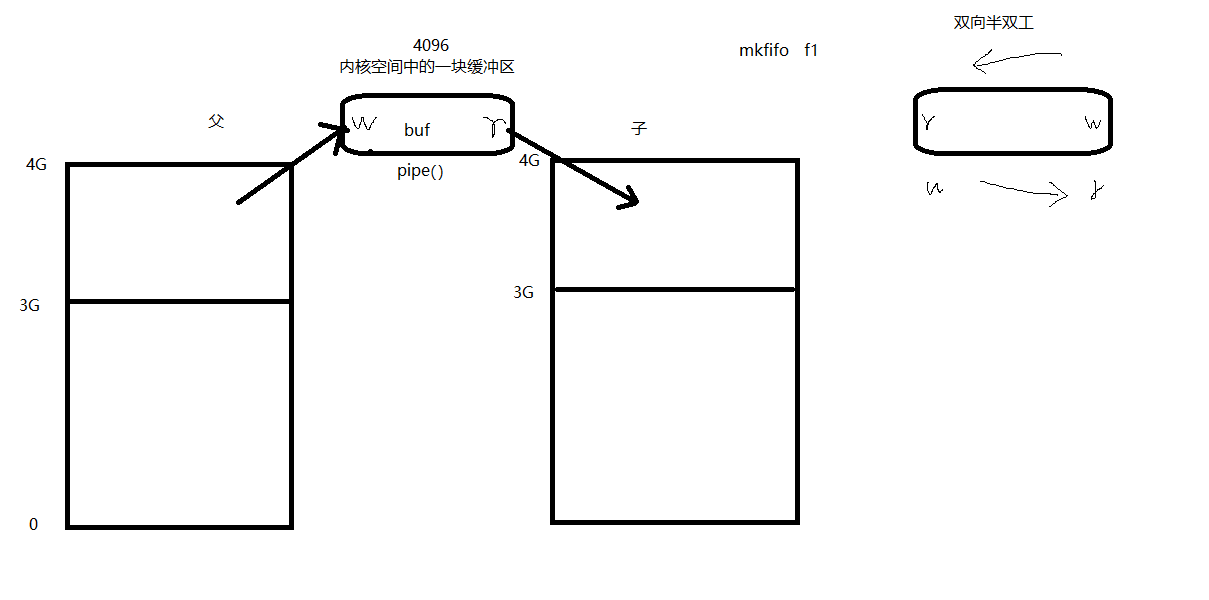 双向半双工
4096
内核空间中的一块缓冲区
mkfifo f1
父
w
buf
r
子
r
w
4G
pipe()
4G
w
r
3G
3G
0